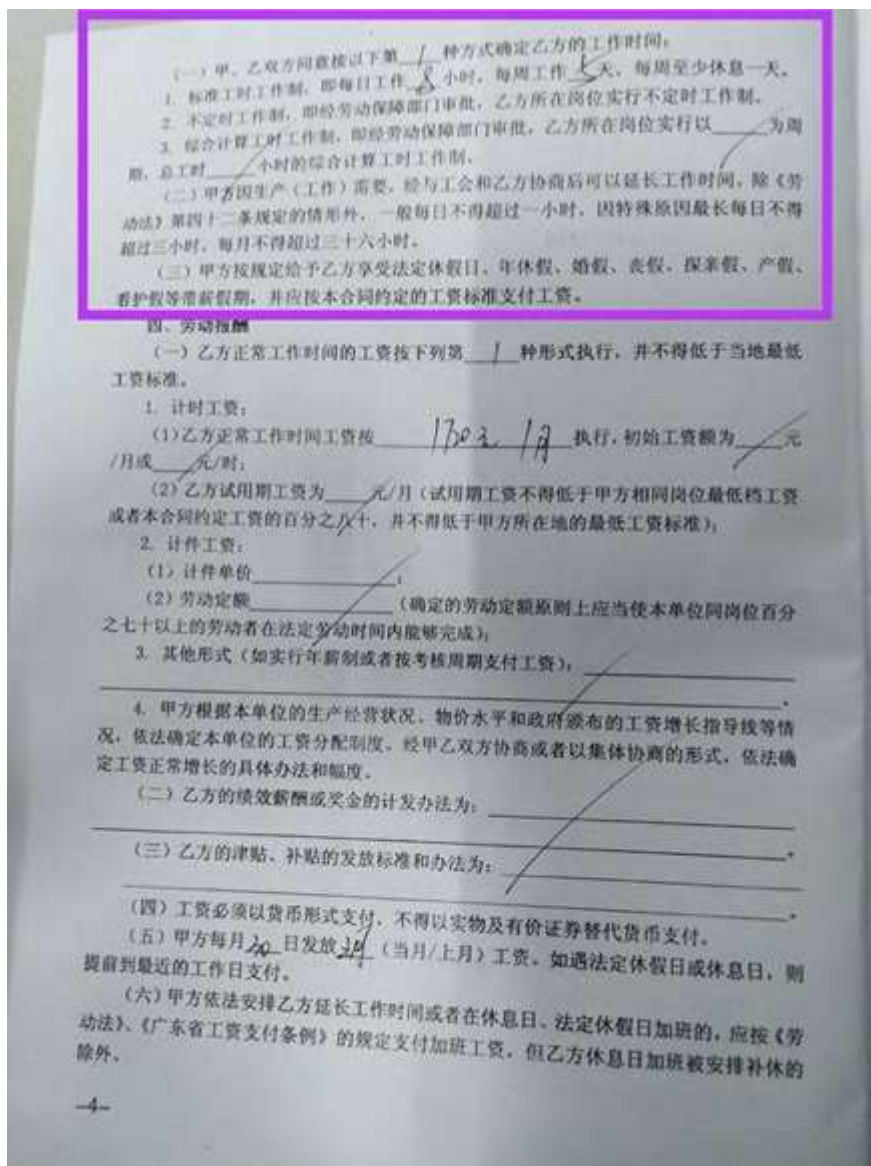 (一)甲、乙双方同意按以下第 1 种方式确定乙方的工作时间:
1. 标准工时工作制,即每日工作 8 小时,每周工作 5 天,每周至少休息一天。
2. 不定时工作制,即经劳动保障部门审批,乙方所在岗位实行不定时工作制。
3. 综合计算工时工作制,即经劳动保障部门审批,乙方所在岗位实行以______为周
期,总工时______小时的综合计算工时工作制。
(二)甲方因生产(工作)需要,经与工会和乙方协商后可以延长工作时间,除《劳
动法》第四十二条规定的情形外,一般每日不得超过一小时,因特殊原因最长每日不得
超过三小时,每月不得超过三十六小时。
(三)甲方按规定给予乙方享受法定休假日、年休假、婚假、丧假、探亲假、产假、
看护假等带薪假期,并应按本合同约定的工资标准支付工资。
四、劳动报酬
(一)乙方正常工作时间的工资按下列第 1 种形式执行,并不得低于当地最低
工资标准。
1. 计时工资:
(1)乙方正常工作时间工资按 1720元/月 执行,初始工资额为____元
/月或____元/时;
(2)乙方试用期工资为____元/月(试用期工资不得低于甲方相同岗位最低档工资
或者本合同约定工资的百分之八十,并不得低于甲方所在地的最低工资标准);
2. 计件工资:
(1)计件单价____________;
(2)劳动定额____________(确定的劳动定额原则上应当使本单位同岗位百分
之七十以上的劳动者在法定劳动时间内能够完成);
3. 其他形式(如实行年薪制或者按考核周期支付工资):____________
。
4. 甲方根据本单位的生产经营状况、物价水平和政府颁布的工资增长指导线等情
况,依法确定本单位的工资分配制度,经甲乙双方协商或者以集体协商的形式,依法确
定工资正常增长的具体办法和幅度。
(二)乙方的绩效薪酬或奖金的计发办法为:____________
。
(三)乙方的津贴、补贴的发放标准和办法为:____________
。
(四)工资必须以货币形式支付,不得以实物及有价证券替代货币支付。
(五)甲方每月 30 日发放 上月 (当月/上月)工资。如遇法定休假日或休息日,则
提前到最近的工作日支付。
(六)甲方依法安排乙方延长工作时间或者在休息日、法定休假日加班的,应按《劳
动法》、《广东省工资支付条例》的规定支付加班工资,但乙方休息日加班被安排补休的
除外。
-4-